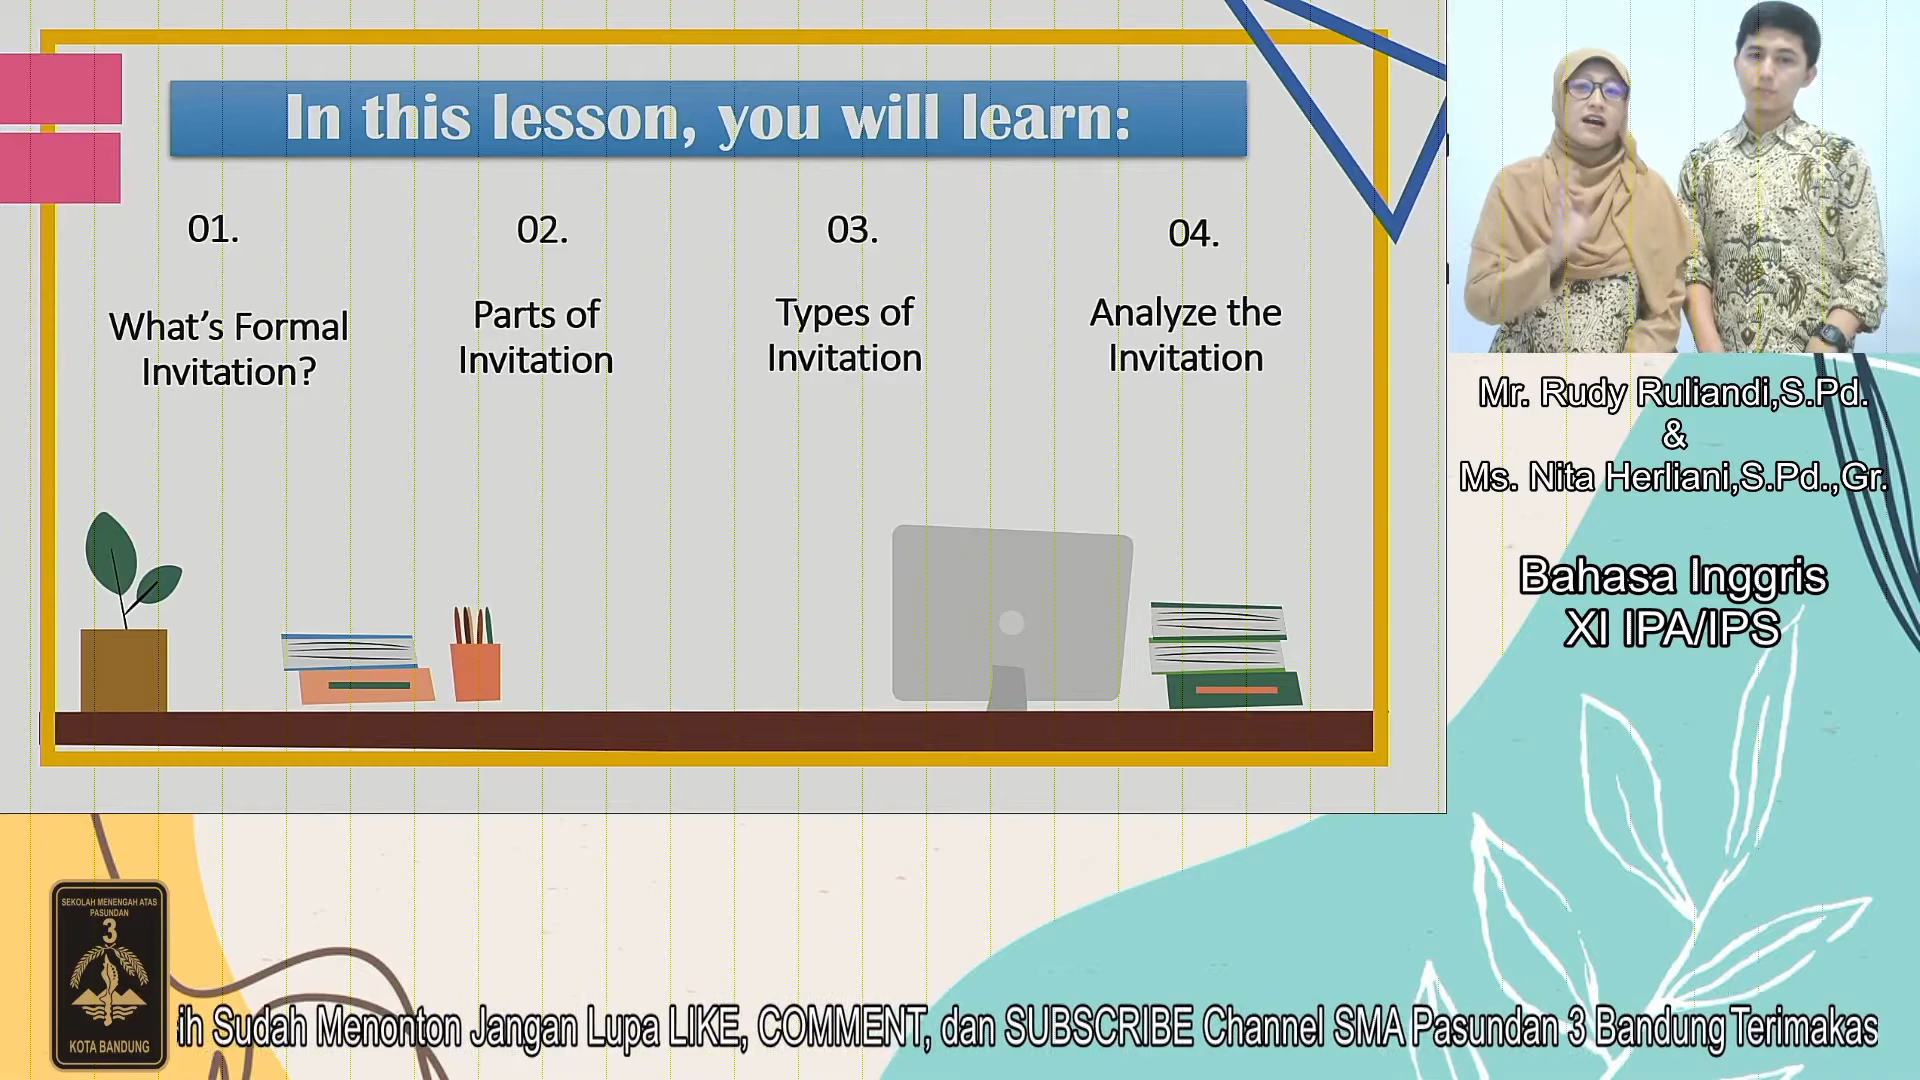 In this lesson, you will learn:
01.
What's Formal
Invitation?
02.
Parts of
Invitation
03.
Types of
Invitation
04.
Analyze the
Invitation
Mr. Rudy Ruliandi,S.Pd.
&
Ms. Nita Herliani,S.Pd.,Gr.
Bahasa Inggris
XI IPA/IPS
SEKOLAH MENENGAH ATAS
PASUNDAN
3
KOTA BANDUNG
ih Sudah Menonton Jangan Lupa LIKE, COMMENT, dan SUBSCRIBE Channel SMA Pasundan 3 Bandung Terimakas